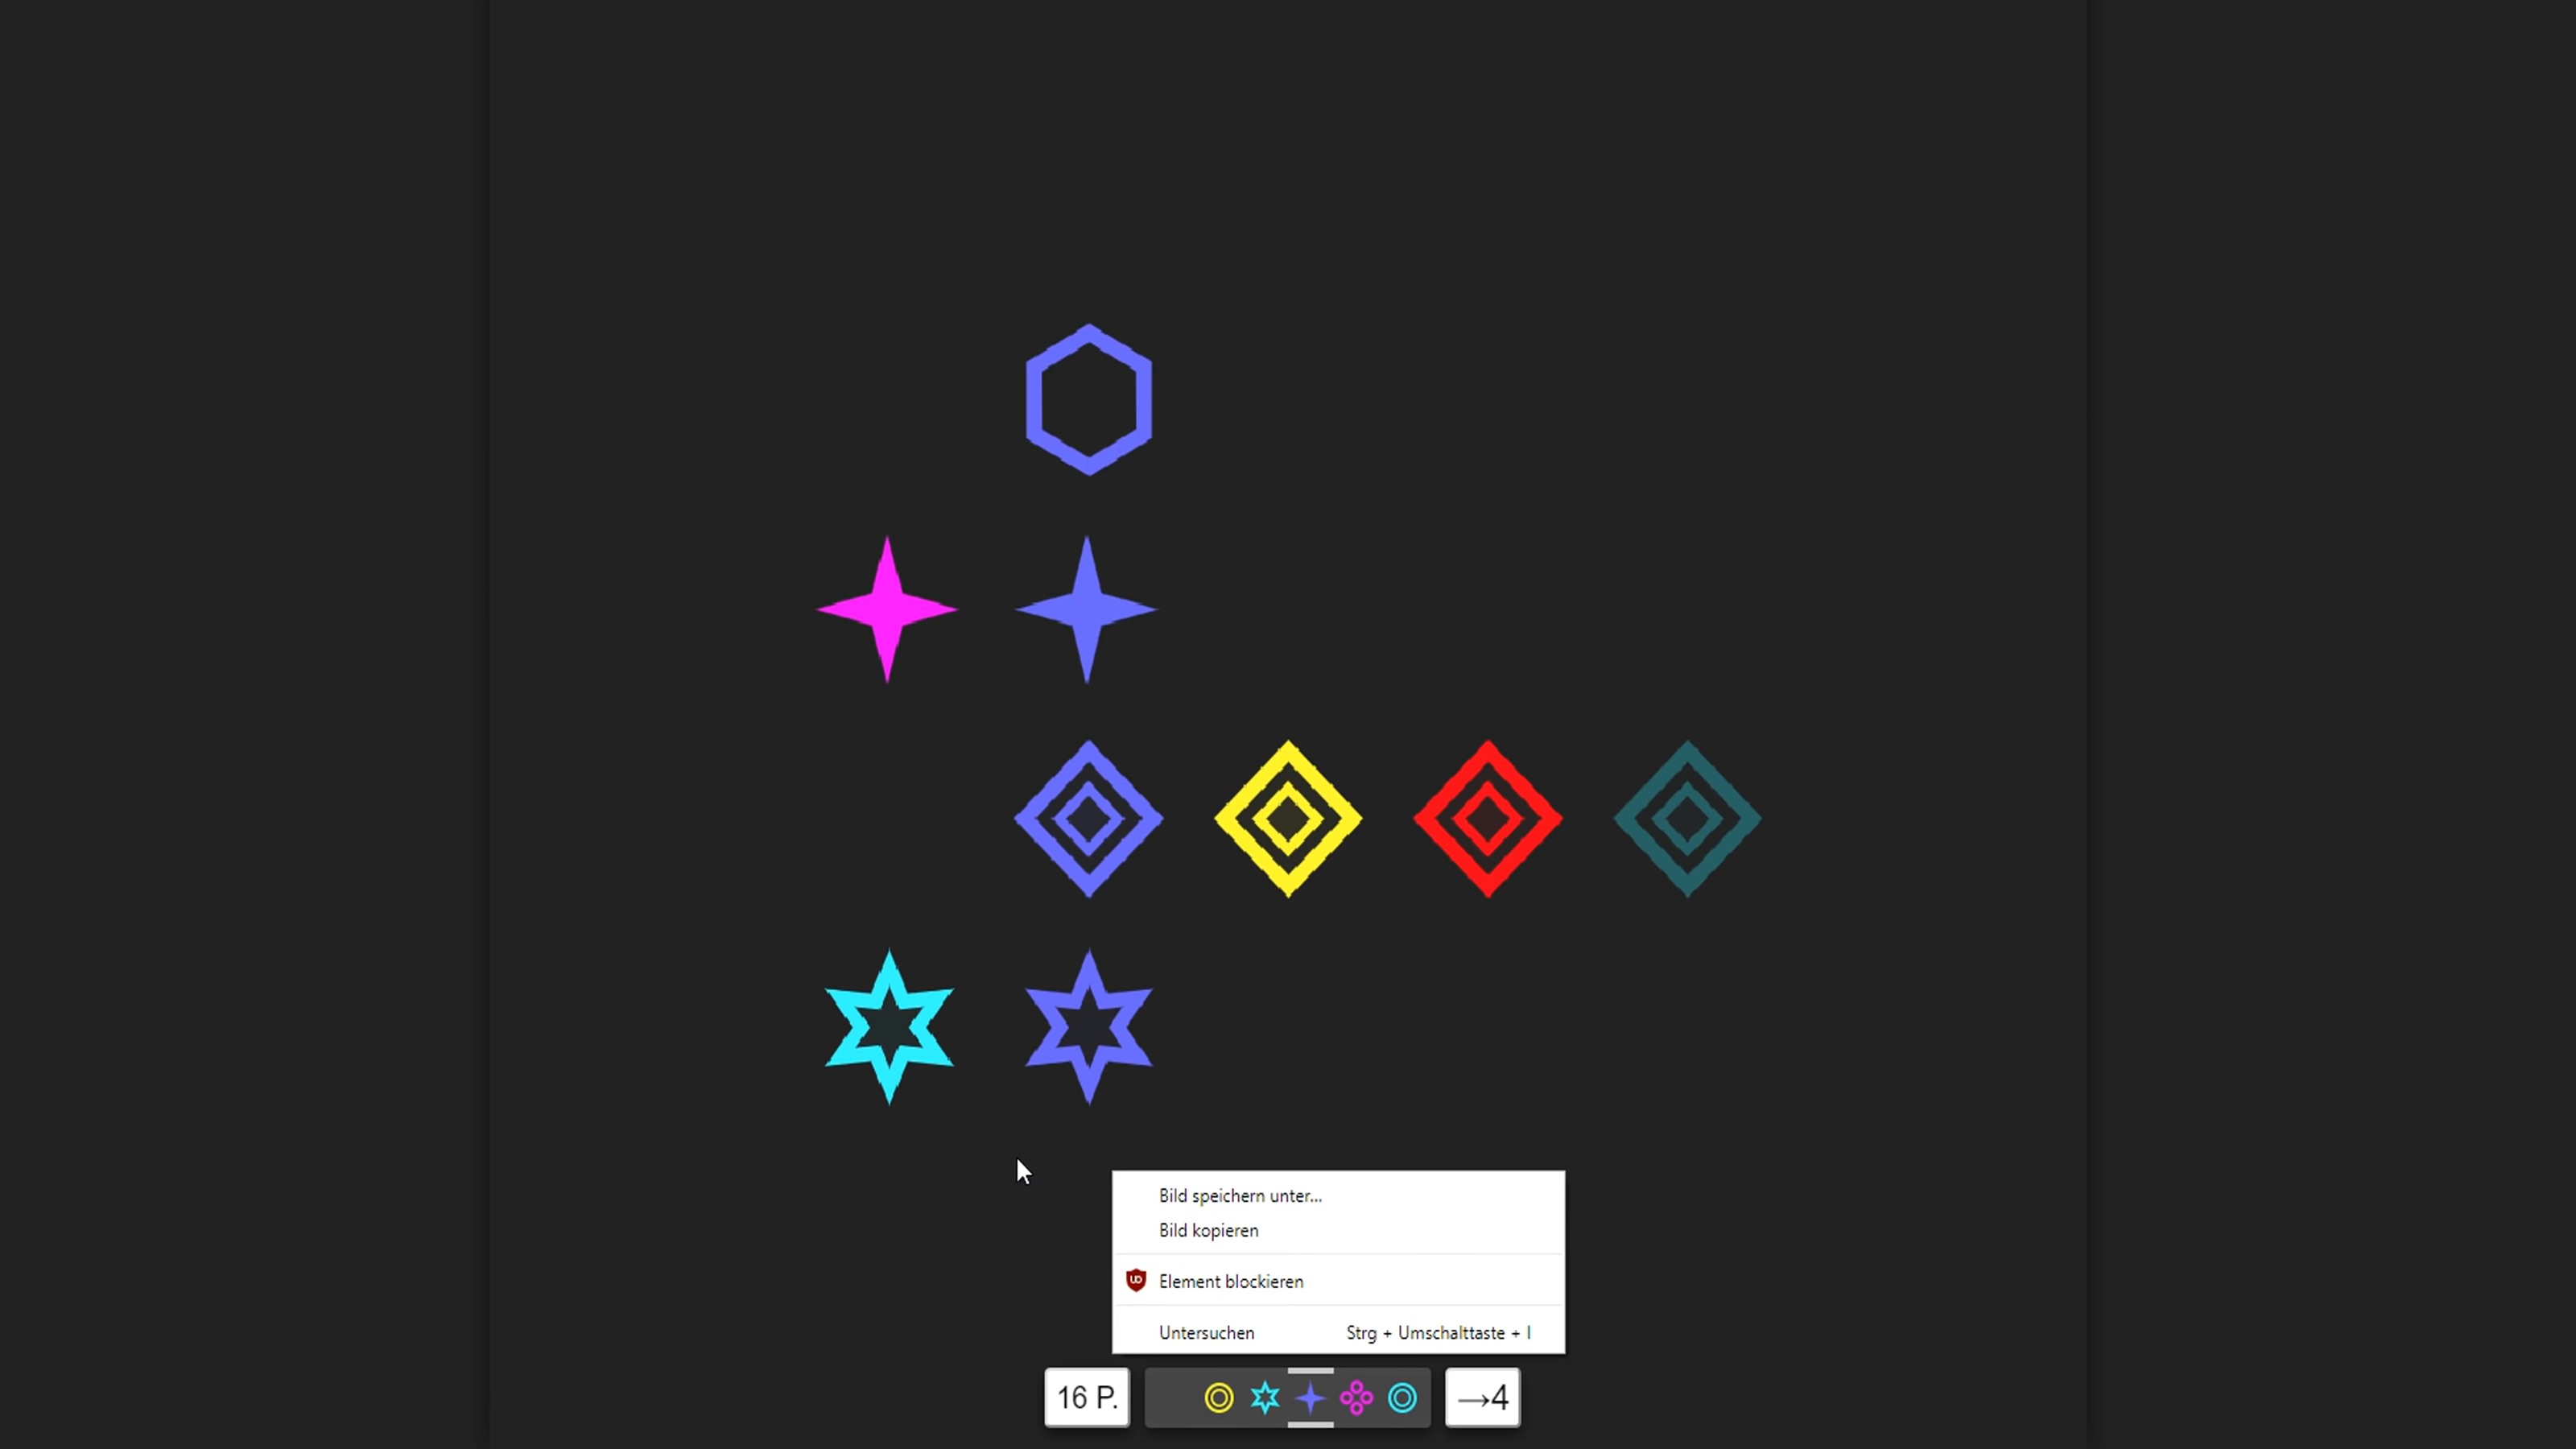 Bild speichern unter...
Bild kopieren
Element blockieren
Untersuchen Strg + Umschalttaste + I
16 P. →4